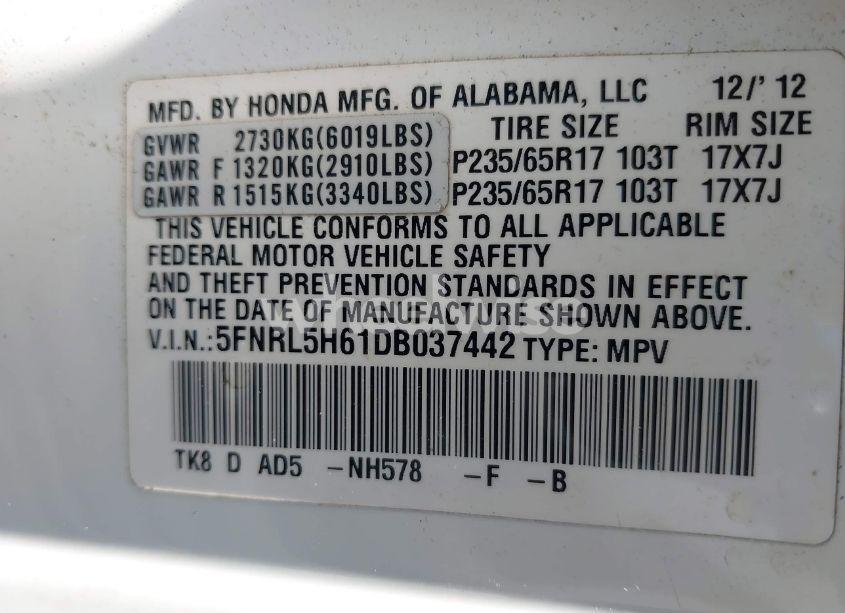 MFD. BY HONDA MFG. OF ALABAMA, LLC 12/'12
GVWR 2730KG(6019LBS) TIRE SIZE RIM SIZE
GAWR F 1320KG(2910LBS) P235/65R17 103T 17X7J
GAWR R 1515KG(3340LBS) P235/65R17 103T 17X7J
THIS VEHICLE CONFORMS TO ALL APPLICABLE
FEDERAL MOTOR VEHICLE SAFETY
AND THEFT PREVENTION STANDARDS IN EFFECT
ON THE DATE OF MANUFACTURE SHOWN ABOVE.
V.I.N.:5FNRL5H61DB037442 TYPE: MPV
TK8 D AD5 -NH578 -F -B